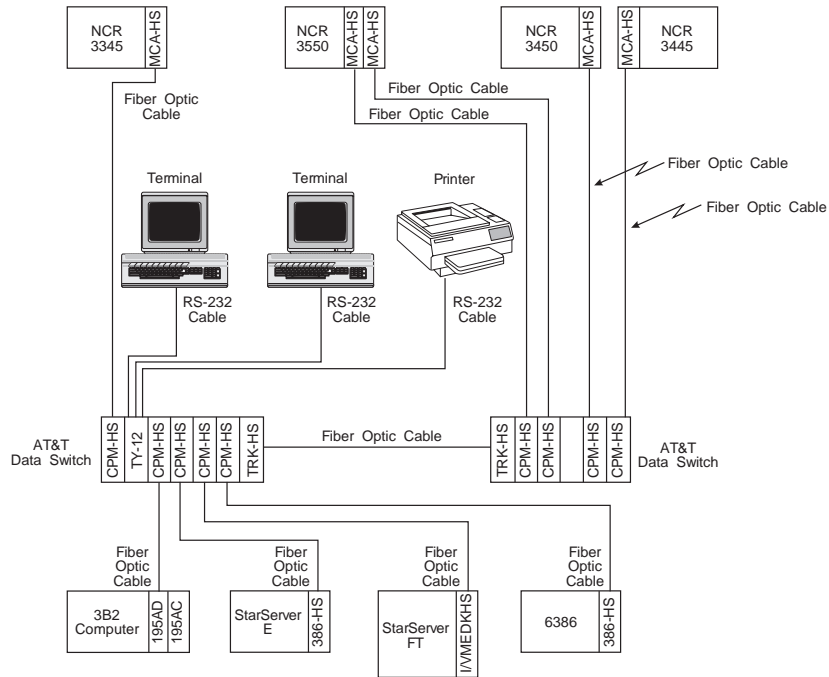 NCR
3345
MCA-HS
NCR
3550
MCA-HS
MCA-HS
NCR
3450
MCA-HS
MCA-HS
NCR
3445
Fiber Optic
Cable
Fiber Optic Cable
Fiber Optic Cable
Fiber Optic Cable
Fiber Optic Cable
Terminal
Terminal
Printer
RS-232
Cable
RS-232
Cable
RS-232
Cable
AT&T
Data Switch
CPM-HS
TY-12
CPM-HS
CPM-HS
CPM-HS
CPM-HS
TRK-HS
Fiber Optic Cable
TRK-HS
CPM-HS
CPM-HS
CPM-HS
CPM-HS
AT&T
Data Switch
Fiber
Optic
Cable
Fiber
Optic
Cable
Fiber
Optic
Cable
Fiber
Optic
Cable
3B2
Computer
195AD
195AC
StarServer
E
386-HS
StarServer
FT
I/VMEDKHS
6386
386-HS